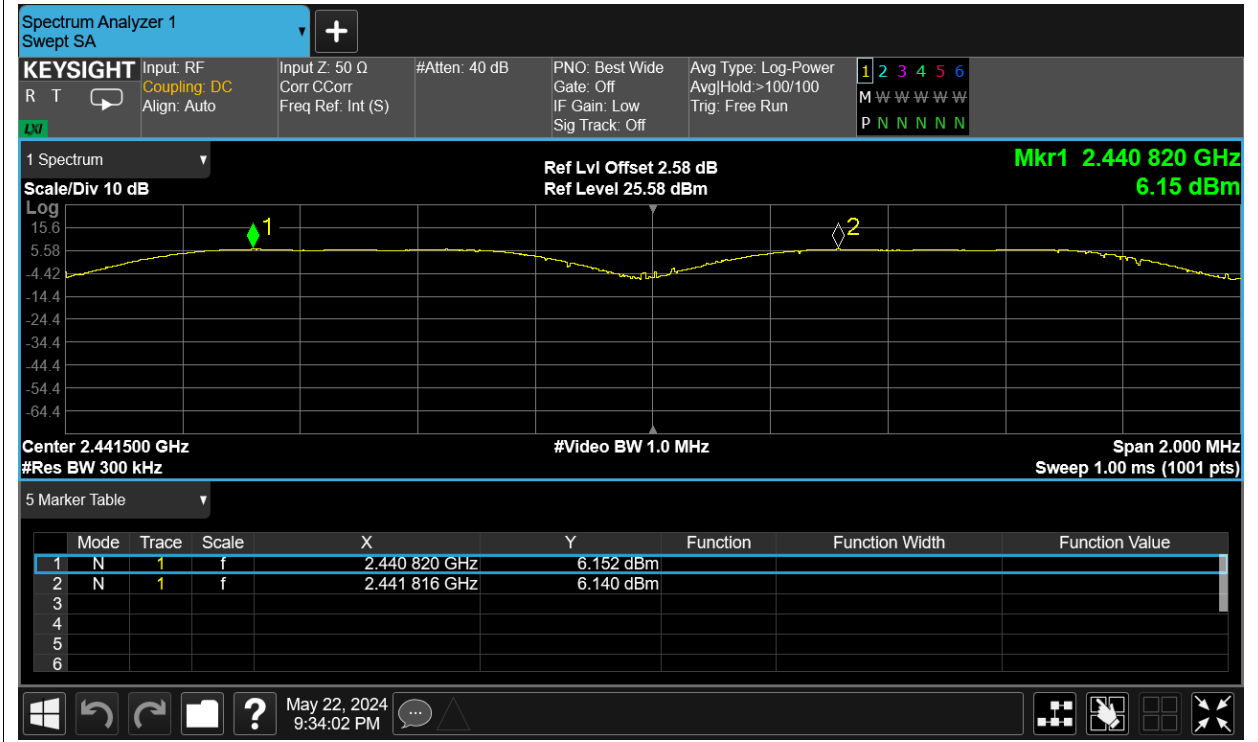 Spectrum Analyzer 1
Swept SA
KEYSIGHT
R T
LXI
Input: RF
Coupling: DC
Align: Auto
Input Z: 50 Ω
Corr CCorr
Freq Ref: Int (S)
#Atten: 40 dB
PNO: Best Wide
Gate: Off
IF Gain: Low
Sig Track: Off
Avg Type: Log-Power
Avg|Hold:>100/100
Trig: Free Run
1 2 3 4 5 6
M W W W W W
P N N N N N
1 Spectrum
Scale/Div 10 dB
Ref Lvl Offset 2.58 dB
Ref Level 25.58 dBm
Mkr1 2.440 820 GHz
6.15 dBm
Log
15.6
5.58
-4.42
-14.4
-24.4
-34.4
-44.4
-54.4
-64.4
1
2
Center 2.441500 GHz
#Res BW 300 kHz
#Video BW 1.0 MHz
Span 2.000 MHz
Sweep 1.00 ms (1001 pts)
5 Marker Table
Mode Trace Scale X Y Function Function Width Function Value
1 N 1 f 2.440 820 GHz 6.152 dBm
2 N 1 f 2.441 816 GHz 6.140 dBm
3
4
5
6
?
May 22, 2024
9:34:02 PM